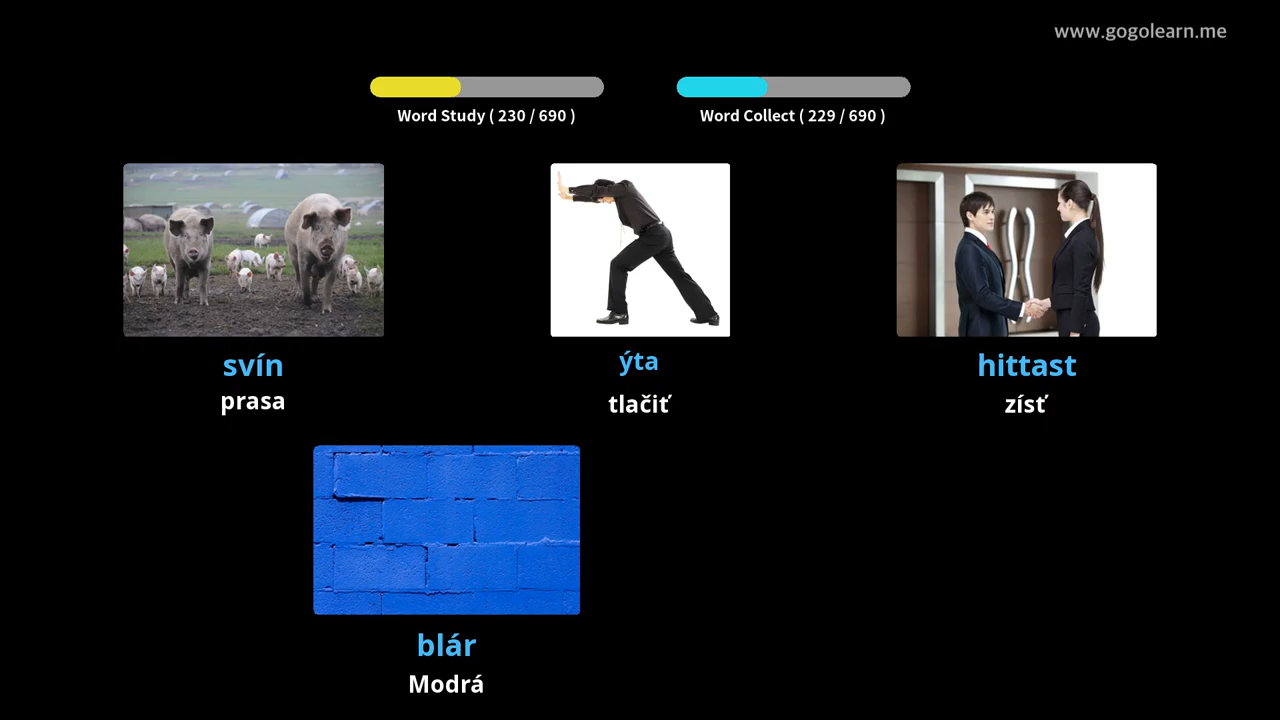 www.gogolearn.me
Word Study ( 230 / 690 )
Word Collect ( 229 / 690 )
svín
prasa
ýta
tlačiť
hittast
zísť
blár
Modrá